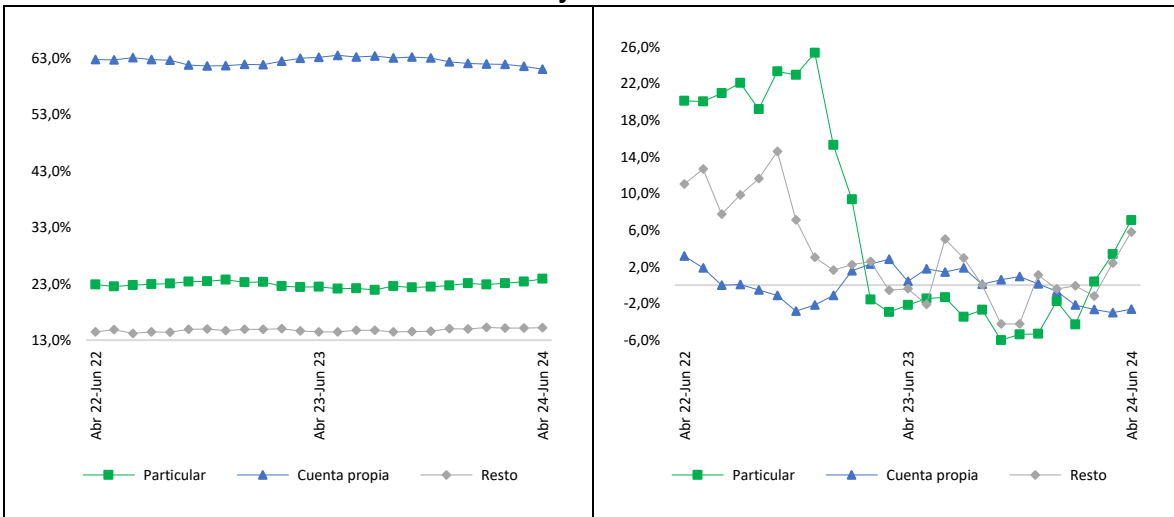 63,0%
53,0%
43,0%
33,0%
23,0%
13,0%
Abr 22-Jun 22
Abr 23-Jun 23
Abr 24-Jun 24
Particular
Cuenta propia
Resto
26,0%
22,0%
18,0%
14,0%
10,0%
6,0%
2,0%
-2,0%
-6,0%
Abr 22-Jun 22
Abr 23-Jun 23
Abr 24-Jun 24
Particular
Cuenta propia
Resto